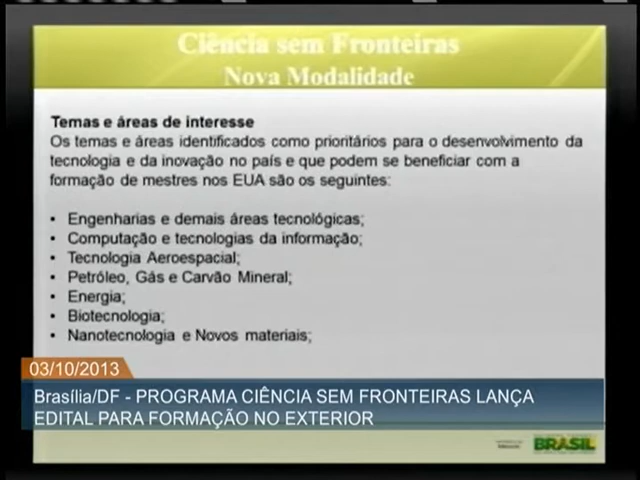 Ciência sem Fronteiras
Nova Modalidade
Temas e áreas de interesse
Os temas e áreas identificados como prioritários para o desenvolvimento da
tecnologia e da inovação no país e que podem se beneficiar com a
formação de mestres nos EUA são os seguintes:
• Engenharias e demais áreas tecnológicas;
• Computação e tecnologias da informação;
• Tecnologia Aeroespacial;
• Petróleo, Gás e Carvão Mineral;
• Energia;
• Biotecnologia;
• Nanotecnologia e Novos materiais;
03/10/2013
Brasília/DF - PROGRAMA CIÊNCIA SEM FRONTEIRAS LANÇA
EDITAL PARA FORMAÇÃO NO EXTERIOR
BRASIL